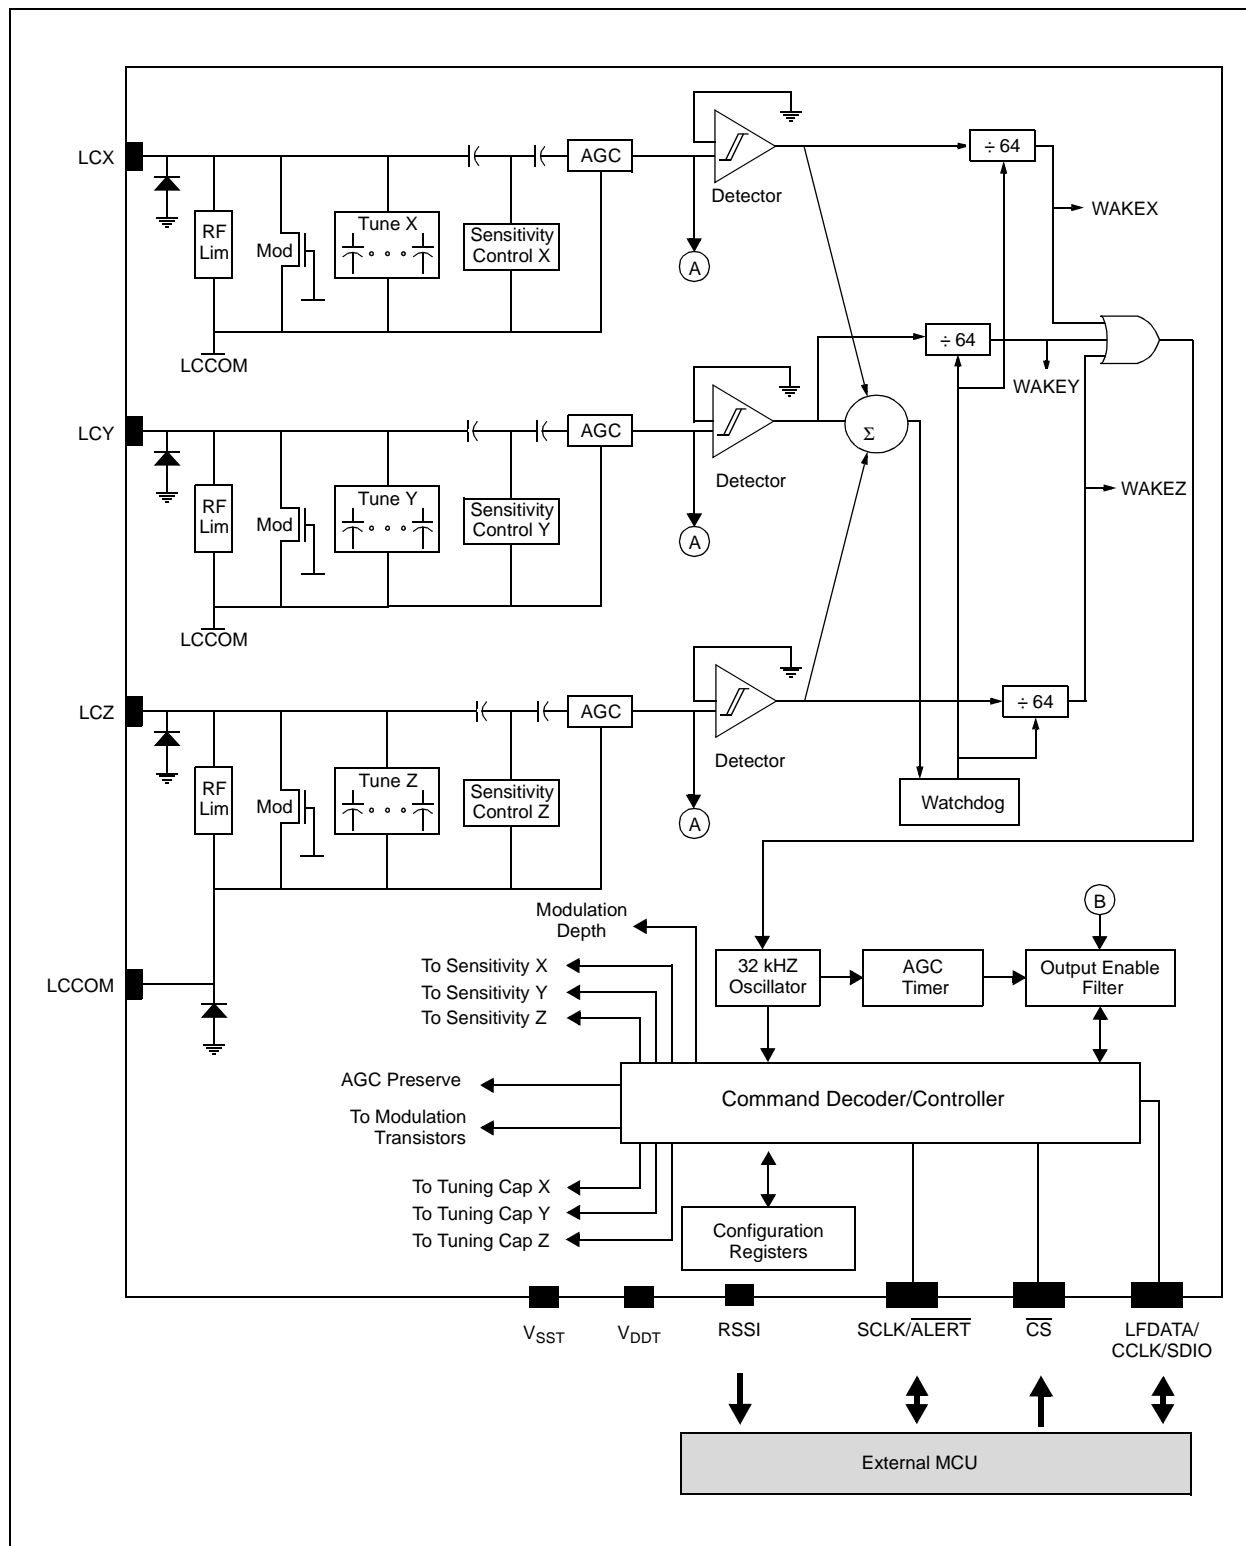 LCX
AGC
÷ 64
Detector
WAKEX
RF
Lim
Mod
Tune X
Sensitivity
Control X
A
LCCOM
÷ 64
WAKEY
LCY
AGC
Σ
Detector
RF
Lim
Mod
Tune Y
Sensitivity
Control Y
WAKEZ
A
LCCOM
LCZ
AGC
÷ 64
Detector
RF
Lim
Mod
Tune Z
Sensitivity
Control Z
Watchdog
A
Modulation
Depth
B
To Sensitivity X
To Sensitivity Y
To Sensitivity Z
32 kHZ
Oscillator
AGC
Timer
Output Enable
Filter
LCCOM
AGC Preserve
To Modulation
Transistors
Command Decoder/Controller
To Tuning Cap X
To Tuning Cap Y
To Tuning Cap Z
Configuration
Registers
VSST
VDDT
RSSI
SCLK/ALERT
CS
LFDATA/
CCLK/SDIO
External MCU